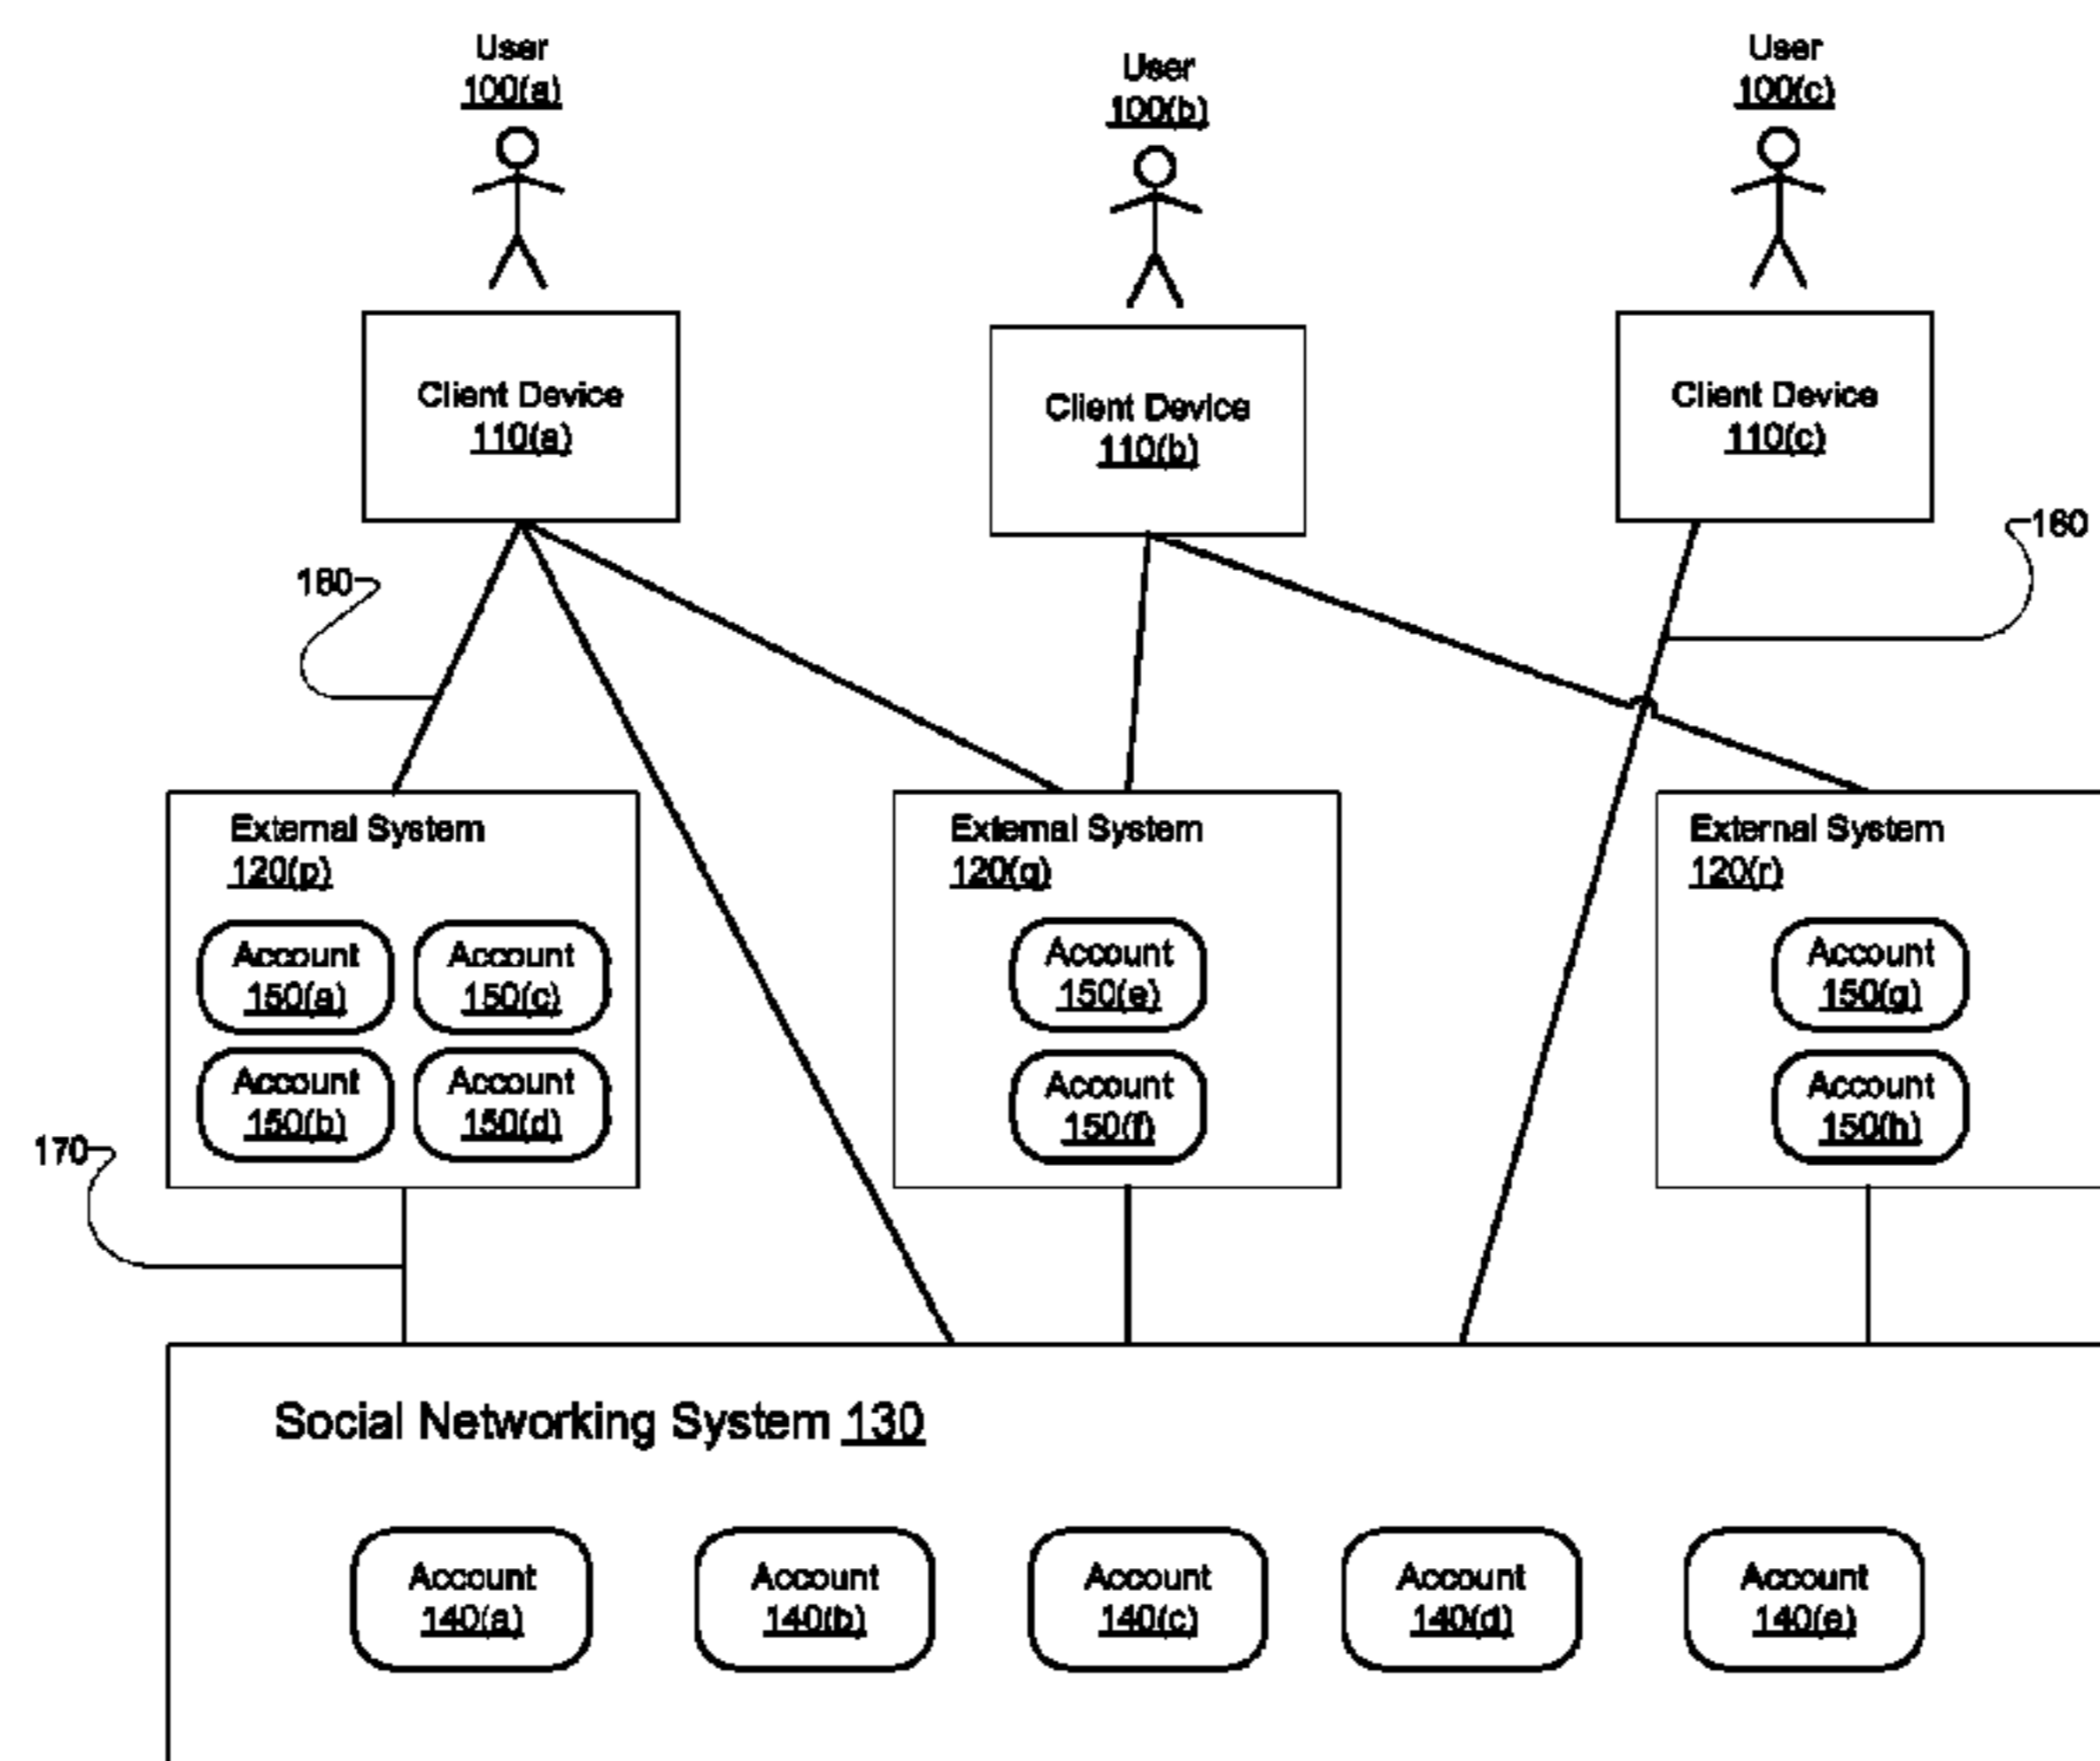 User
100(a)
User
100(b)
User
100(c)
Client Device
110(a)
Client Device
110(b)
Client Device
110(c)
160
180
External System
120(p)
External System
120(q)
External System
120(r)
Account
150(a)
Account
150(c)
Account
150(b)
Account
150(d)
Account
150(e)
Account
150(f)
Account
150(g)
Account
150(h)
170
Social Networking System 130
Account
140(a)
Account
140(b)
Account
140(c)
Account
140(d)
Account
140(e)